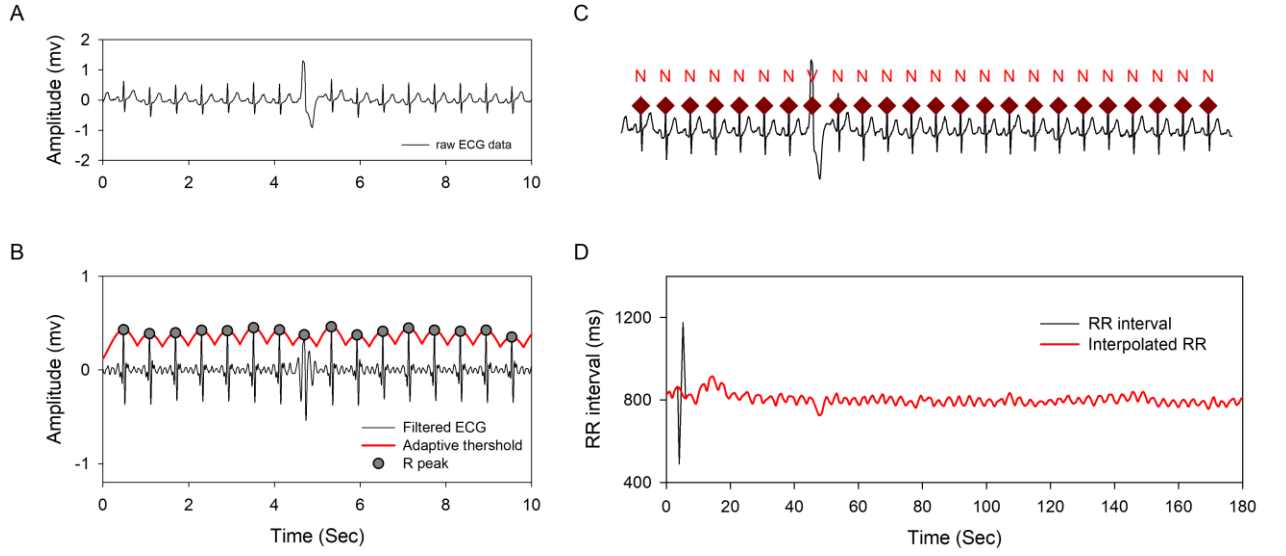 A
Amplitude (mv)
2
1
0
-1
-2
raw ECG data
0 2 4 6 8 10
B
Amplitude (mv)
1
0
-1
Filtered ECG
Adaptive thershold
R peak
0 2 4 6 8 10
Time (Sec)
C
N N N N N N N V N N N N N N N N N N N N N N N N
D
RR interval (ms)
1200
800
400
RR interval
Interpolated RR
0 20 40 60 80 100 120 140 160 180
Time (Sec)